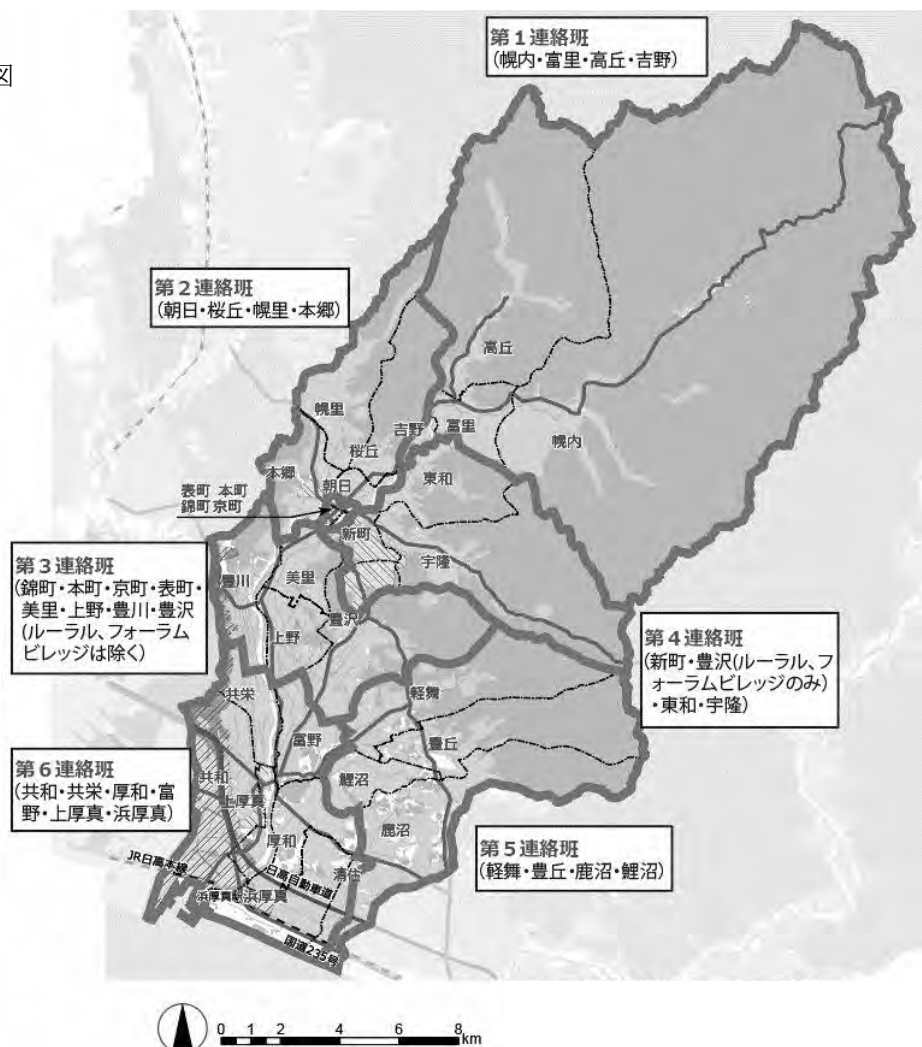 図
第1連絡班
(幌内・富里・高丘・吉野)
第2連絡班
(朝日・桜丘・幌里・本郷)
高丘
幌里
吉野
富里
幌内
桜丘
本郷
朝日
東和
表町 本町
錦町 京町
新町
宇隆
第3連絡班
(錦町・本町・京町・表町・
美里・上野・豊川・豊沢
(ルーラル、フォーラム
ビレッジは除く)
豊川
美里
豊沢
上野
第4連絡班
(新町・豊沢(ルーラル、フ
ォーラムビレッジのみ)
・東和・宇隆)
共栄
軽舞
富野
豊丘
第6連絡班
(共和・共栄・厚和・富
野・上厚真・浜厚真)
共和
鯉沼
上厚真
厚和
鹿沼
第5連絡班
(軽舞・豊丘・鹿沼・鯉沼)
清住
JR日高本線
日高自動車道
浜厚真駅
浜厚真
国道235号
0 1 2 4 6 8
km